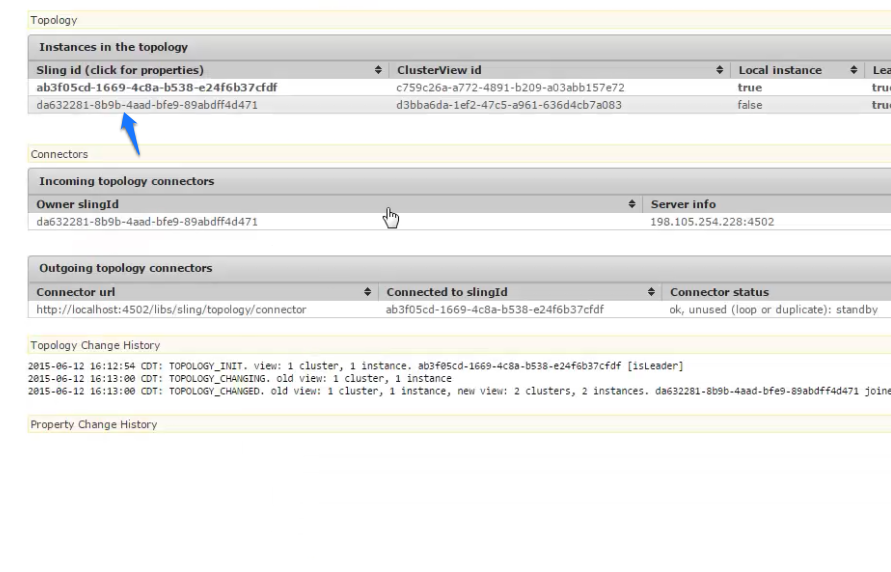 Topology
Instances in the topology
Sling id (click for properties) ClusterView id Local instance Lea
ab3f05cd-1669-4c8a-b538-e24f6b37cfdf c759c26a-a772-4891-b209-a03abb157e72 true tru
da632281-8b9b-4aad-bfe9-89abdff4d471 d3bba6da-1ef2-47c5-a961-636d4cb7a083 false tru
Connectors
Incoming topology connectors
Owner slingId Server info
da632281-8b9b-4aad-bfe9-89abdff4d471 198.105.254.228:4502
Outgoing topology connectors
Connector url Connected to slingId Connector status
http://localhost:4502/libs/sling/topology/connector ab3f05cd-1669-4c8a-b538-e24f6b37cfdf ok, unused (loop or duplicate): standby
Topology Change History
2015-06-12 16:12:54 CDT: TOPOLOGY_INIT. view: 1 cluster, 1 instance. ab3f05cd-1669-4c8a-b538-e24f6b37cfdf [isLeader]
2015-06-12 16:13:00 CDT: TOPOLOGY_CHANGING. old view: 1 cluster, 1 instance
2015-06-12 16:13:00 CDT: TOPOLOGY_CHANGED. old view: 1 cluster, 1 instance, new view: 2 clusters, 2 instances. da632281-8b9b-4aad-bfe9-89abdff4d471 joine
Property Change History